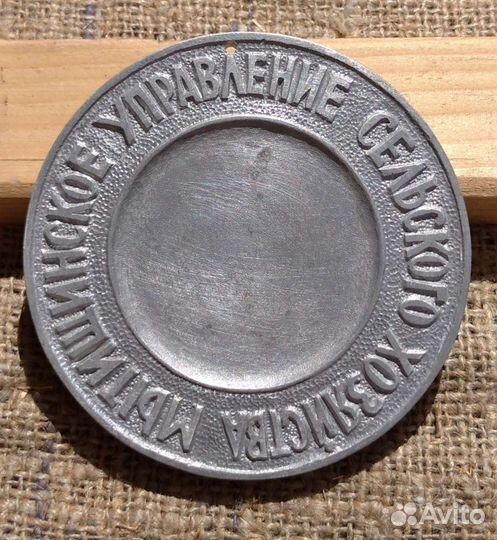 МЫТИЩИНСКОЕ УПРАВЛЕНИЕ СЕЛЬСКОГО ХОЗЯЙСТВА
Avito